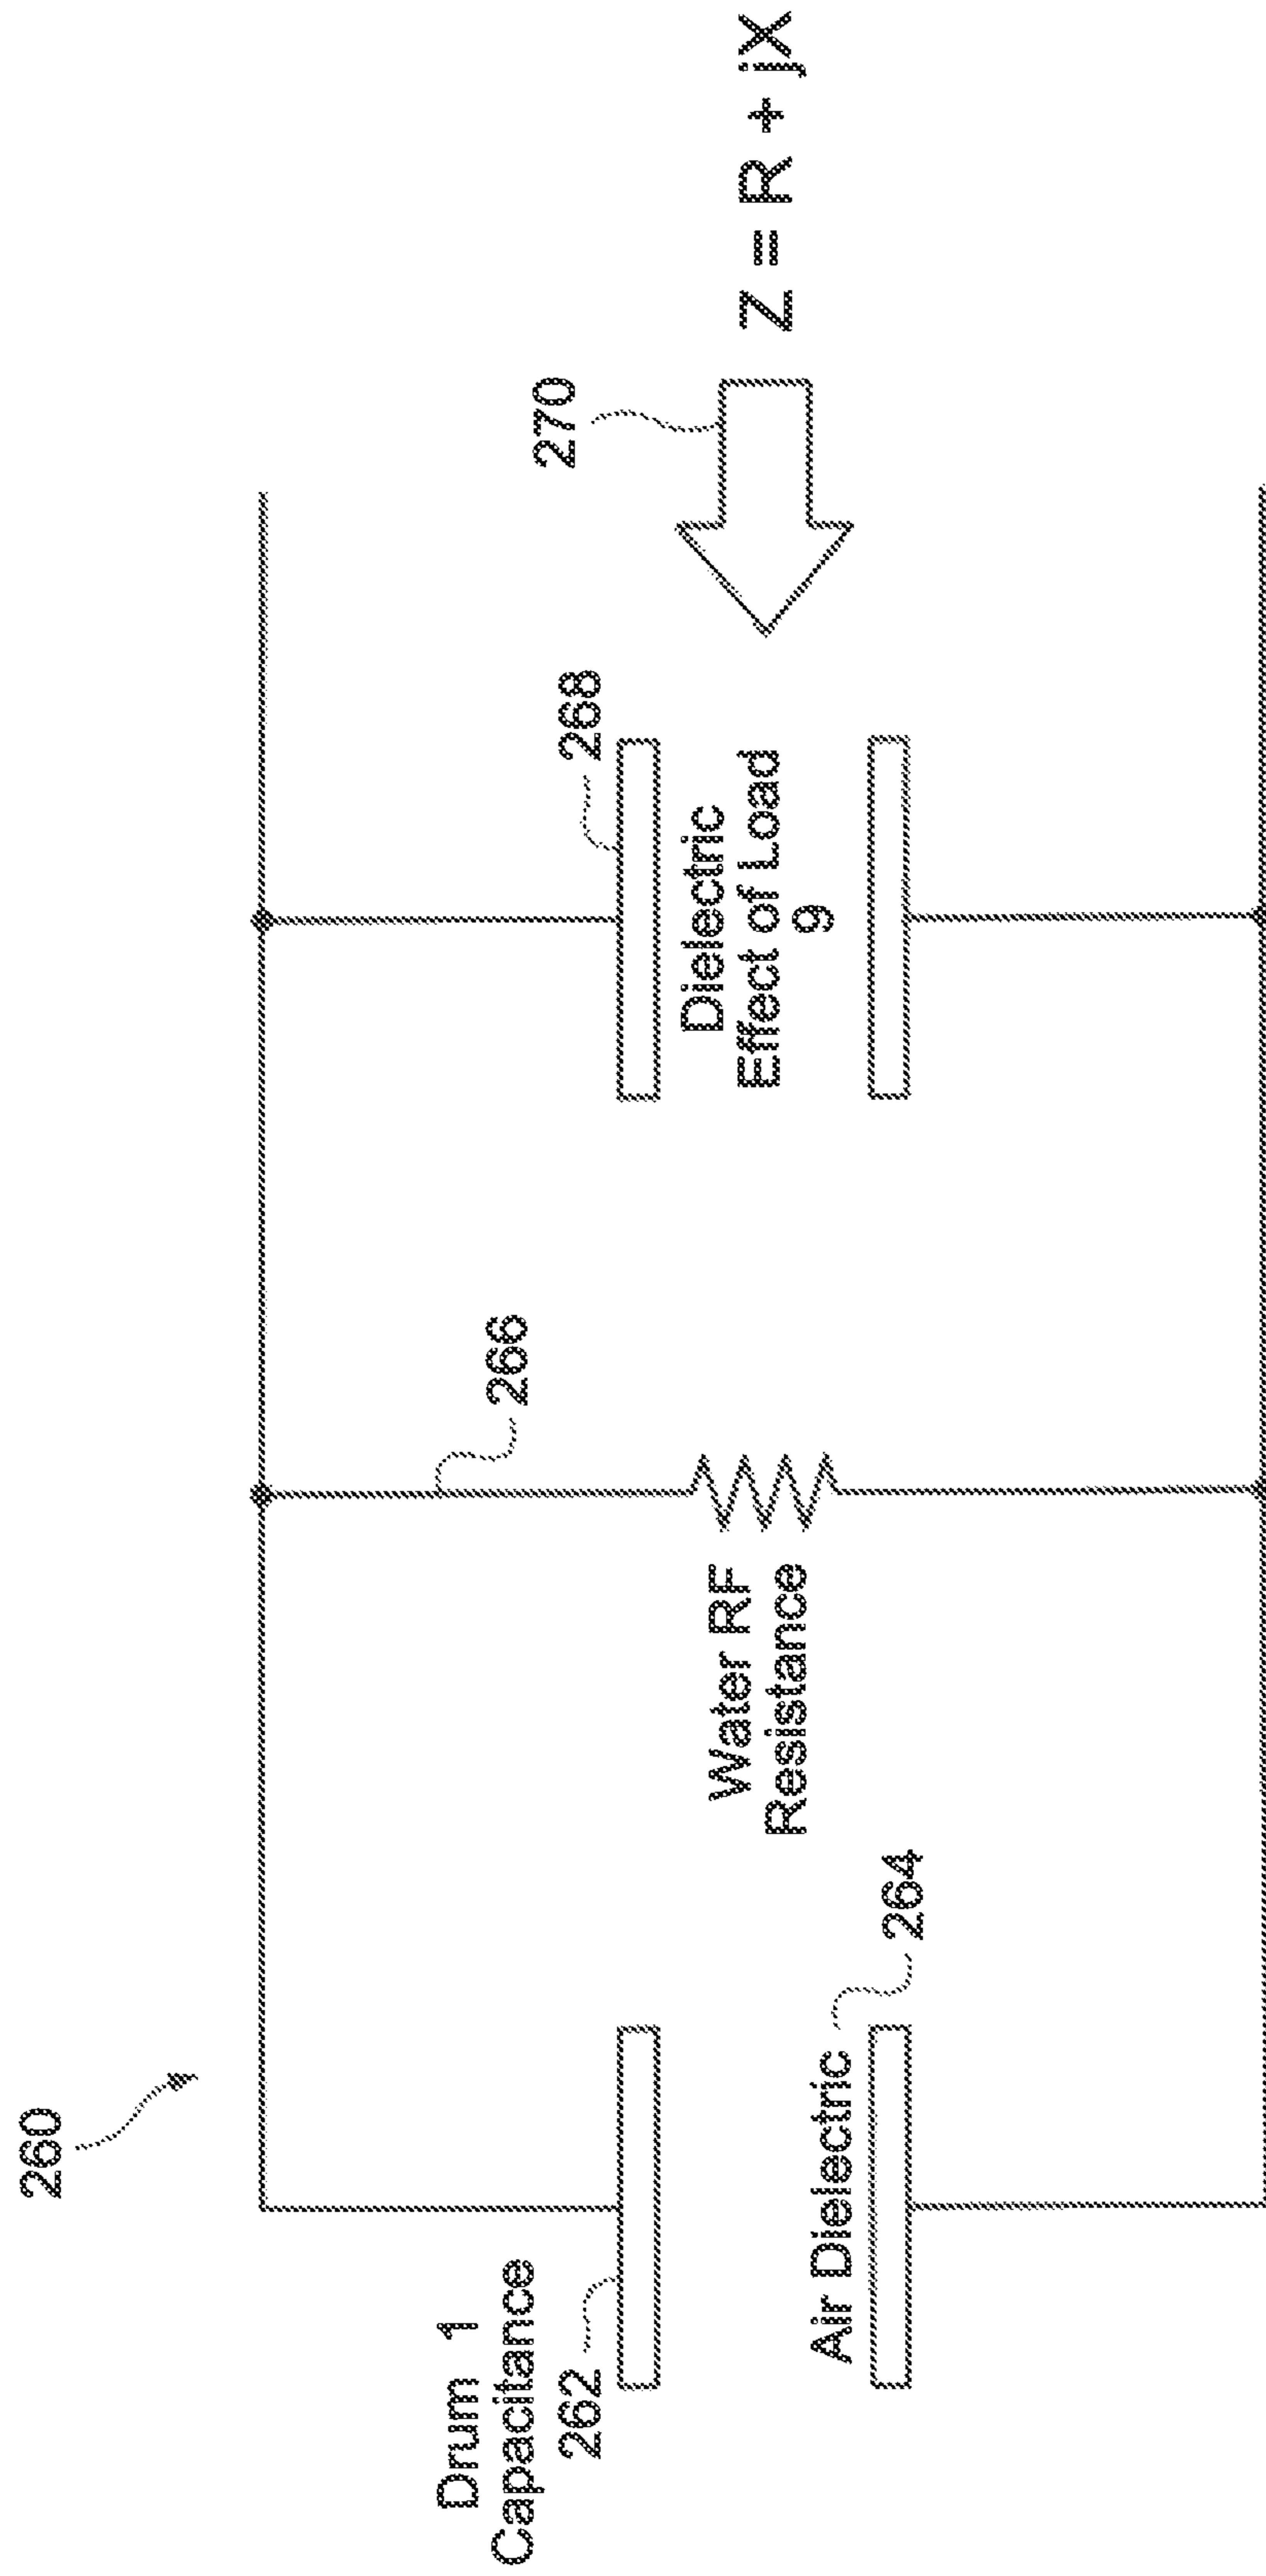 260
Drum 1
Capacitance
262
Air Dielectric
264
Water RF
Resistance
266
Dielectric
Effect of Load
9
268
270
Z = R + jX